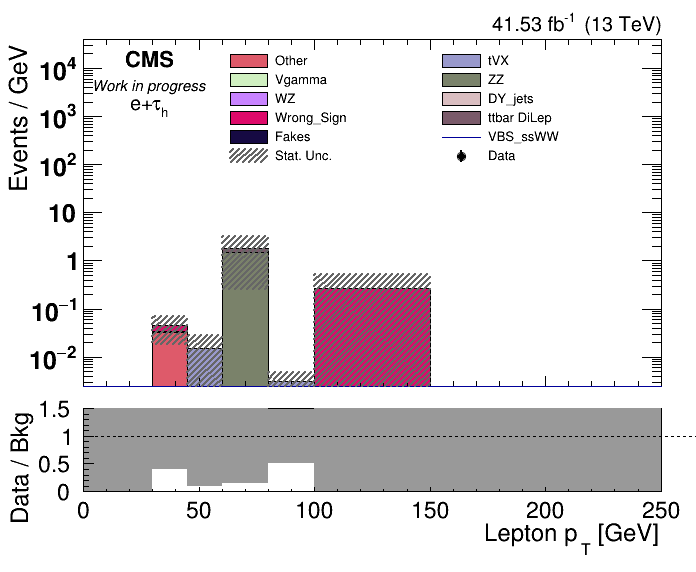 41.53 fb⁻¹ (13 TeV)
CMS
Work in progress
e+τh
Other
Vgamma
WZ
Wrong_Sign
Fakes
Stat. Unc.
tVX
ZZ
DY_jets
ttbar DiLep
VBS_ssWW
Data
Events / GeV
10⁴
10³
10²
10
1
10⁻¹
10⁻²
Data / Bkg
1.5
1
0.5
0
0 50 100 150 200 250
Lepton p_T [GeV]